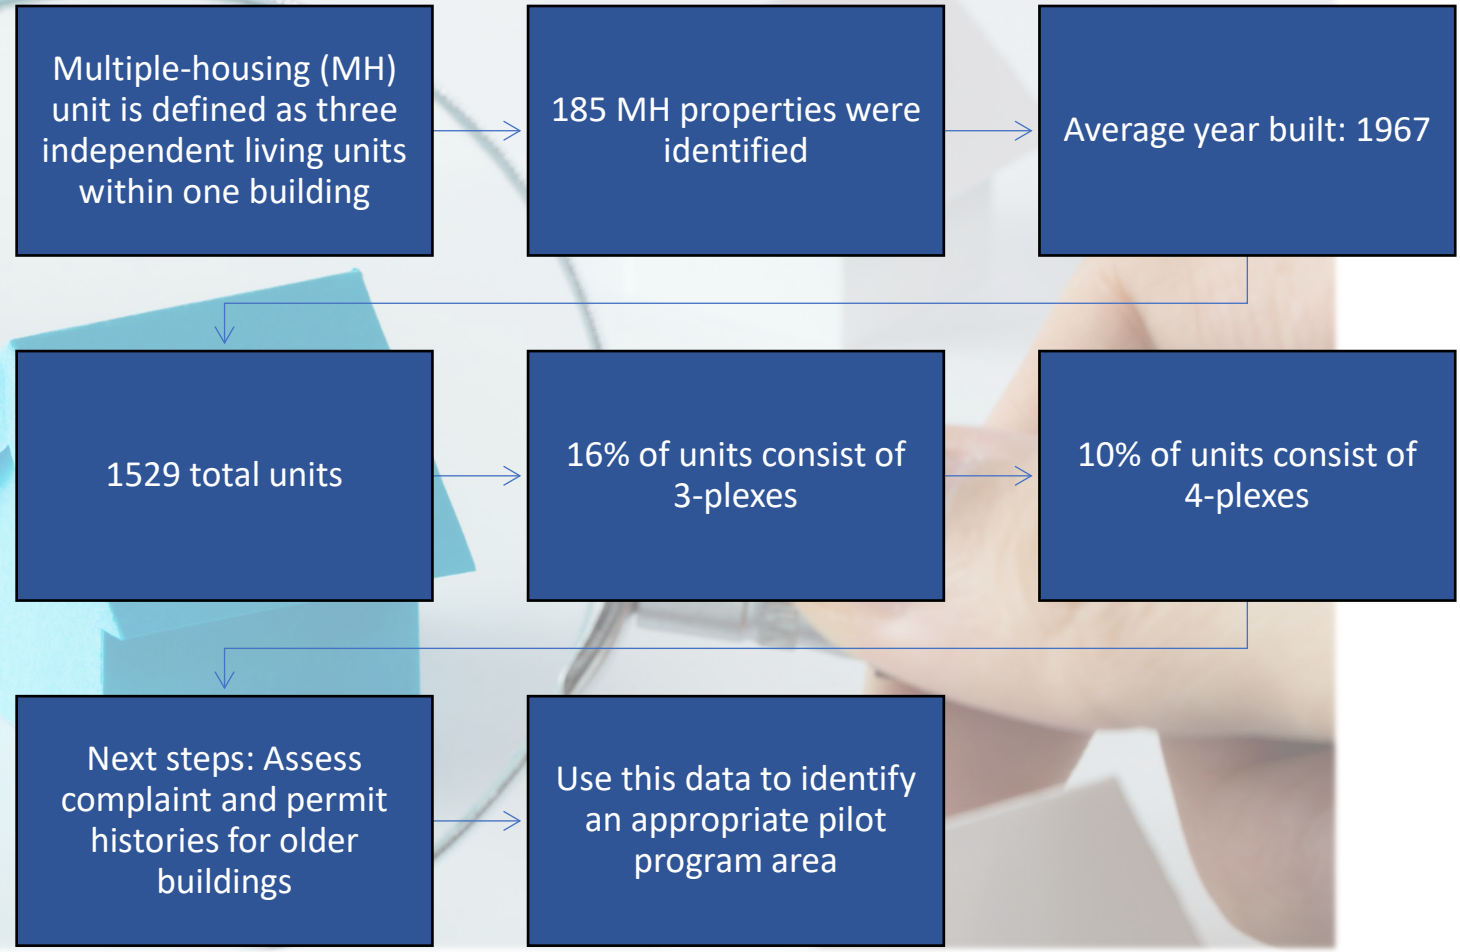 Multiple-housing (MH)
unit is defined as three
independent living units
within one building
185 MH properties were
identified
Average year built: 1967
1529 total units
16% of units consist of
3-plexes
10% of units consist of
4-plexes
Next steps: Assess
complaint and permit
histories for older
buildings
Use this data to identify
an appropriate pilot
program area